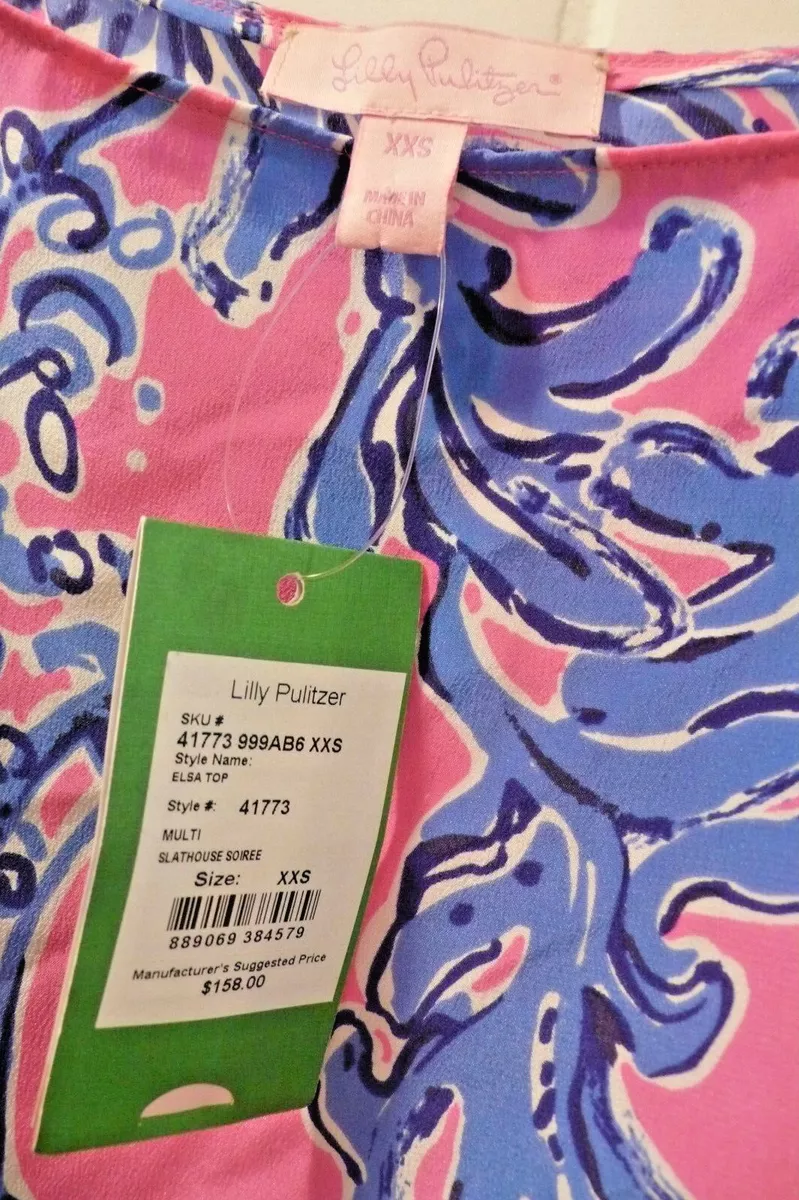 Lilly Pulitzer®
XXS
MADE IN
CHINA
Lilly Pulitzer
SKU #
41773 999AB6 XXS
Style Name:
ELSA TOP
Style #: 41773
MULTI
SLATHOUSE SOIREE
Size: XXS
889069 384579
Manufacturer's Suggested Price
$158.00